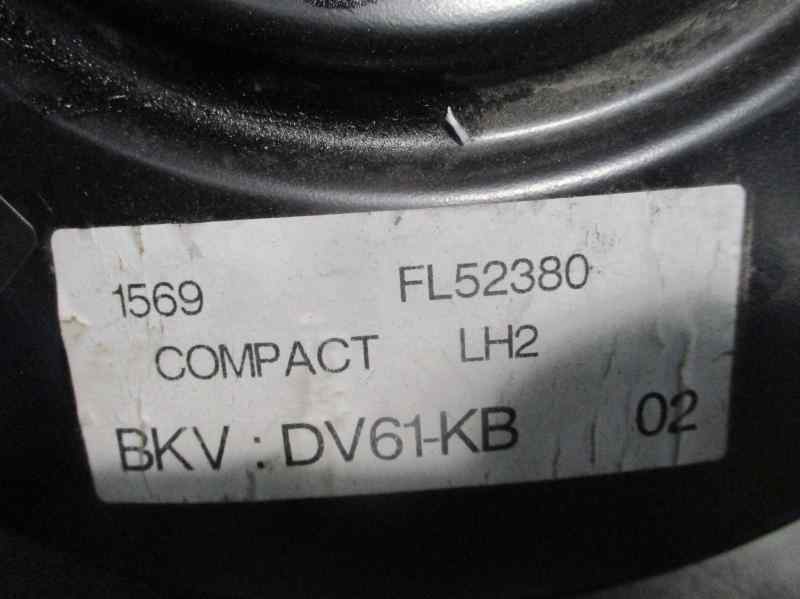 1569 FL52380
COMPACT LH2
BKV : DV61-KB 02